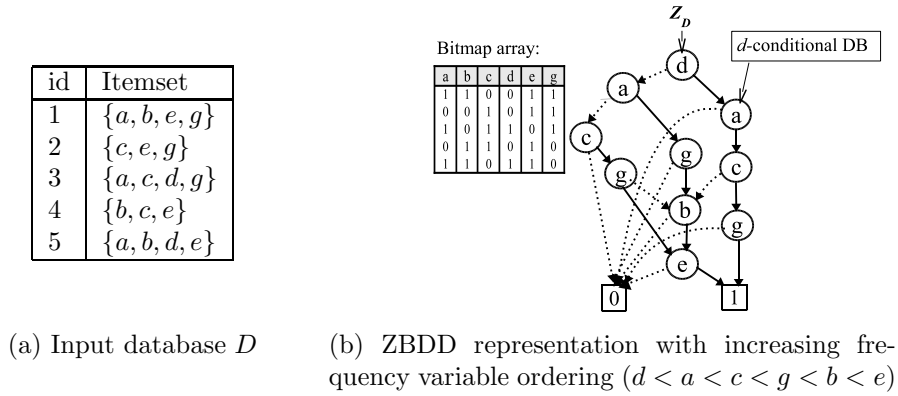 id Itemset
1 {a, b, e, g}
2 {c, e, g}
3 {a, c, d, g}
4 {b, c, e}
5 {a, b, d, e}
(a) Input database D
Bitmap array:
a b c d e g
1 1 0 0 1 1
0 0 1 0 1 1
1 0 1 1 0 1
0 1 1 0 1 0
1 1 0 1 1 0
Z_D
d-conditional DB
d
a
a
c
g
c
g
b
g
e
0
1
(b) ZBDD representation with increasing fre-
quency variable ordering (d < a < c < g < b < e)